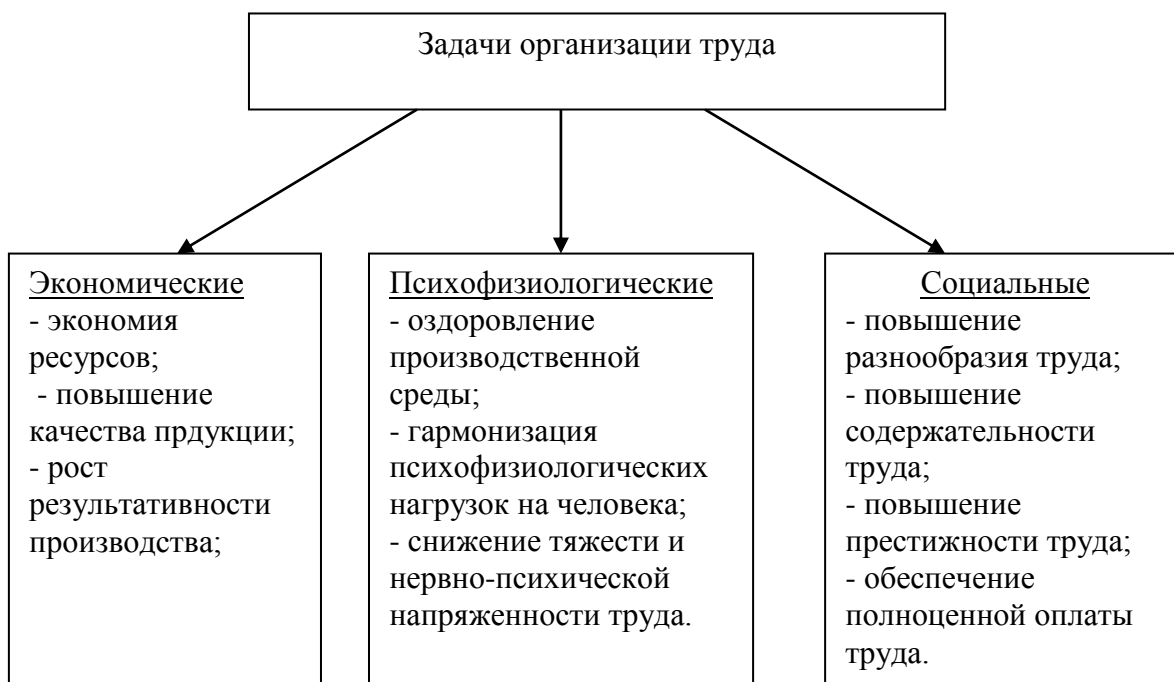 Задачи организации труда
Экономические
- экономия
ресурсов;
- повышение
качества прдукции;
- рост
результативности
производства;
Психофизиологические
- оздоровление
производственной
среды;
- гармонизация
психофизиологических
нагрузок на человека;
- снижение тяжести и
нервно-психической
напряженности труда.
Социальные
- повышение
разнообразия труда;
- повышение
содержательности
труда;
- повышение
престижности труда;
- обеспечение
полноценной оплаты
труда.